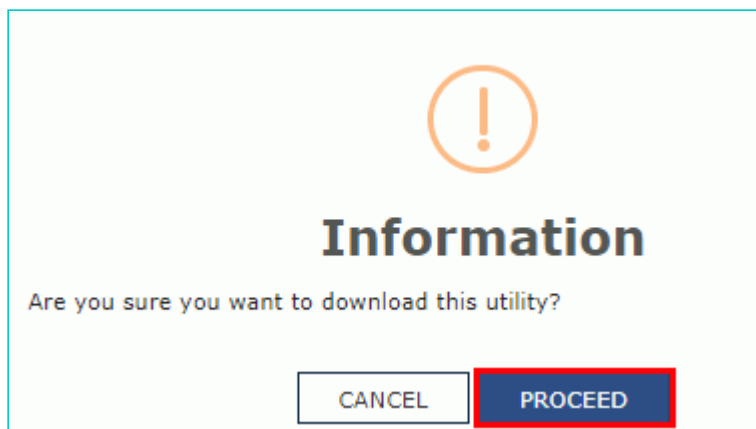 Information
Are you sure you want to download this utility?
CANCEL PROCEED